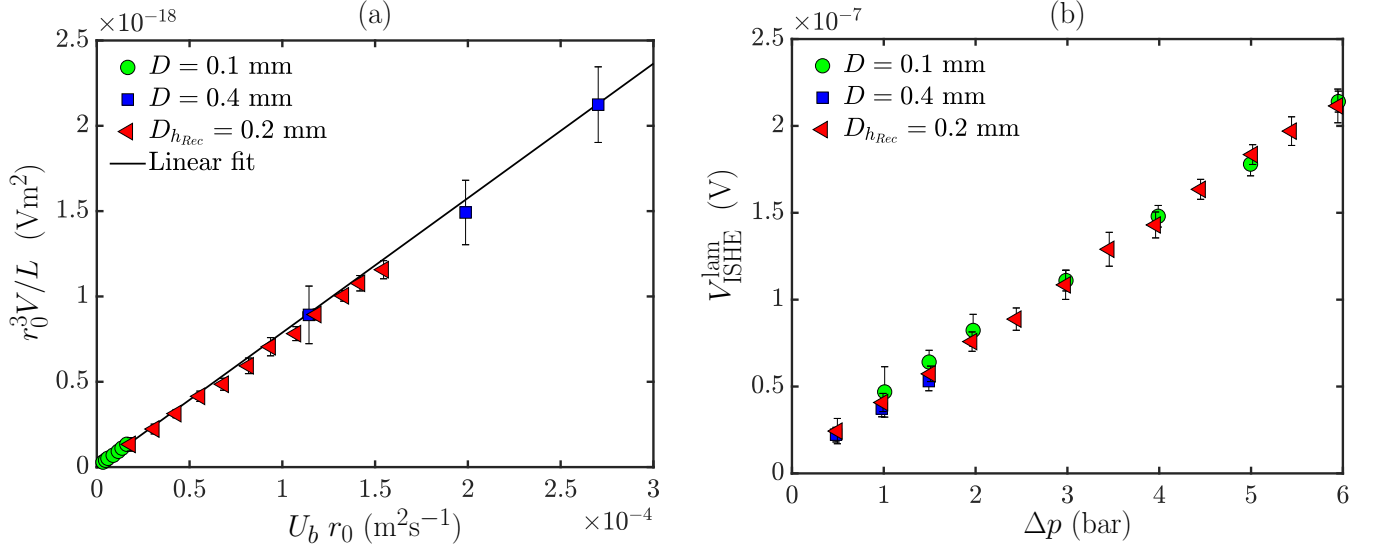 (a)
×10⁻¹⁸
2.5
2
1.5
1
0.5
0
r₀³V/L (Vm²)
D = 0.1 mm
D = 0.4 mm
D_{h_{Rec}} = 0.2 mm
Linear fit
0 0.5 1 1.5 2 2.5 3
U_b r₀ (m²s⁻¹)
×10⁻⁴
(b)
×10⁻⁷
2.5
2
1.5
1
0.5
0
V_{ISHE}^{lam} (V)
D = 0.1 mm
D = 0.4 mm
D_{h_{Rec}} = 0.2 mm
0 1 2 3 4 5 6
Δp (bar)